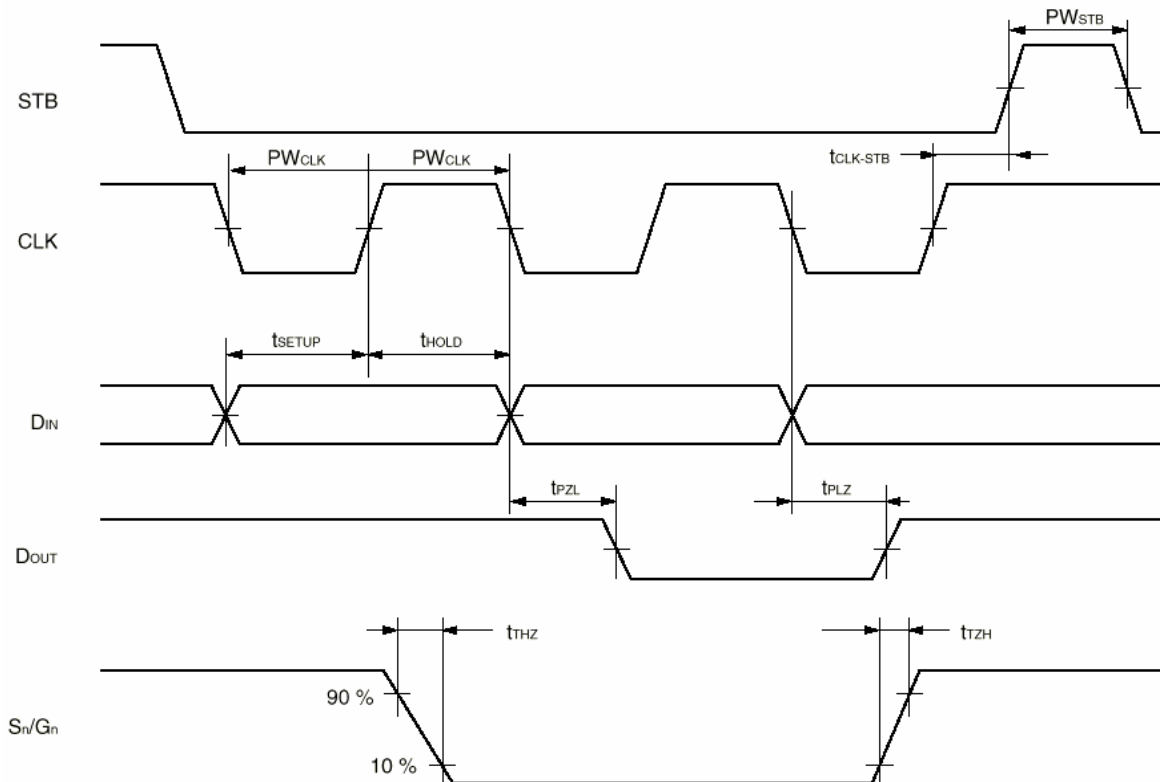 PWSTB
STB
tCLK-STB
PWCLK PWCLK
CLK
tSETUP tHOLD
DIN
tPZL tPLZ
DOUT
tTHZ tTZH
90 %
Sn/Gn
10 %